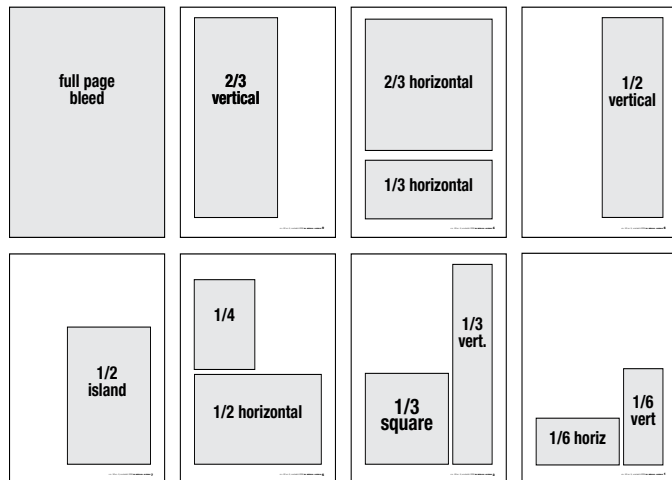 full page
bleed
2/3
vertical
2/3 horizontal
1/3 horizontal
1/2
vertical
1/2
island
1/4
1/2 horizontal
1/3
square
1/3
vert.
1/6 horiz
1/6
vert